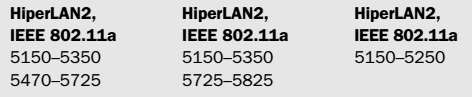 HiperLAN2, HiperLAN2, HiperLAN2,
IEEE 802.11a IEEE 802.11a IEEE 802.11a
5150–5350 5150–5350 5150–5250
5470–5725 5725–5825